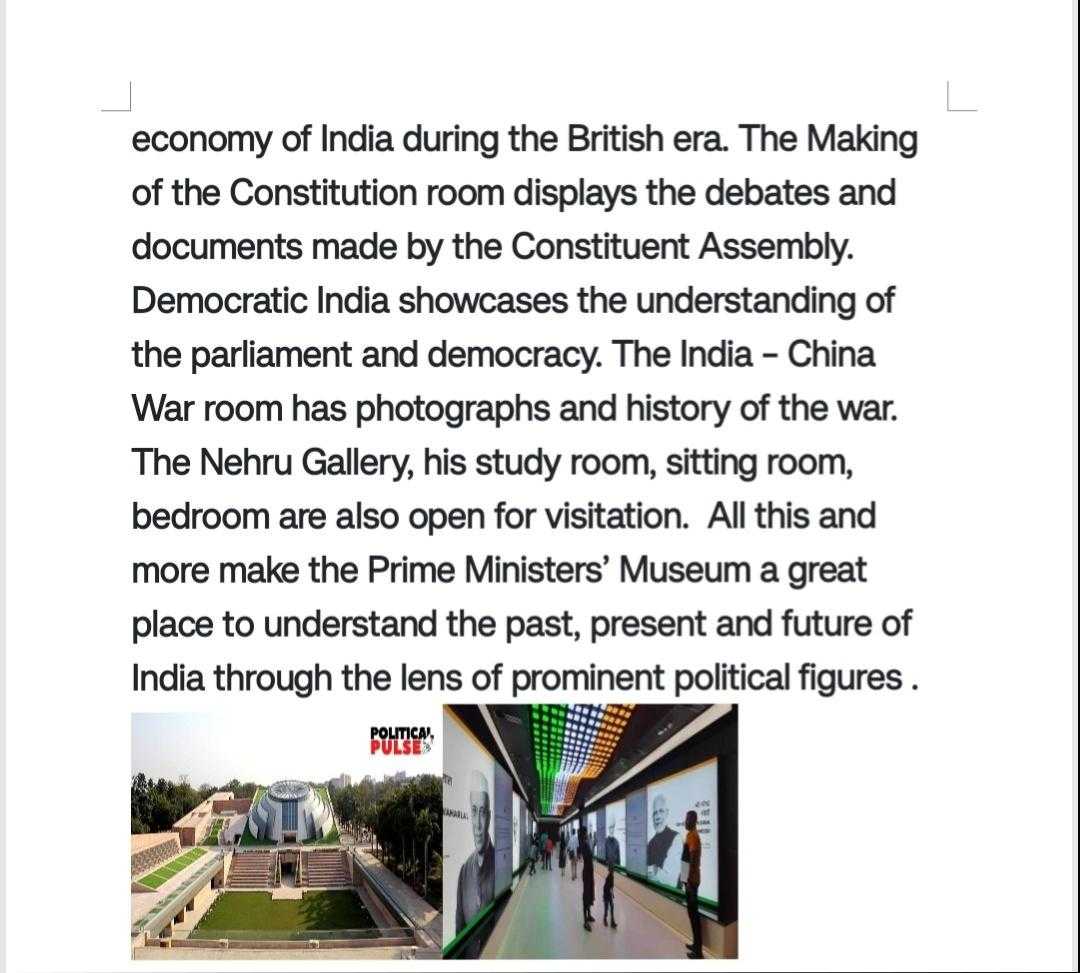 economy of India during the British era. The Making
of the Constitution room displays the debates and
documents made by the Constituent Assembly.
Democratic India showcases the understanding of
the parliament and democracy. The India – China
War room has photographs and history of the war.
The Nehru Gallery, his study room, sitting room,
bedroom are also open for visitation.  All this and
more make the Prime Ministers’ Museum a great
place to understand the past, present and future of
India through the lens of prominent political figures .
POLITICAL
PULSE